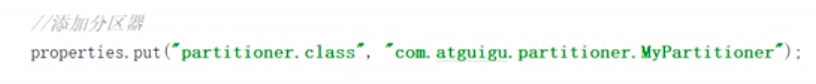 //添加分区器
properties.put("partitioner.class", "com.atguigu.partitioner.MyPartitioner");